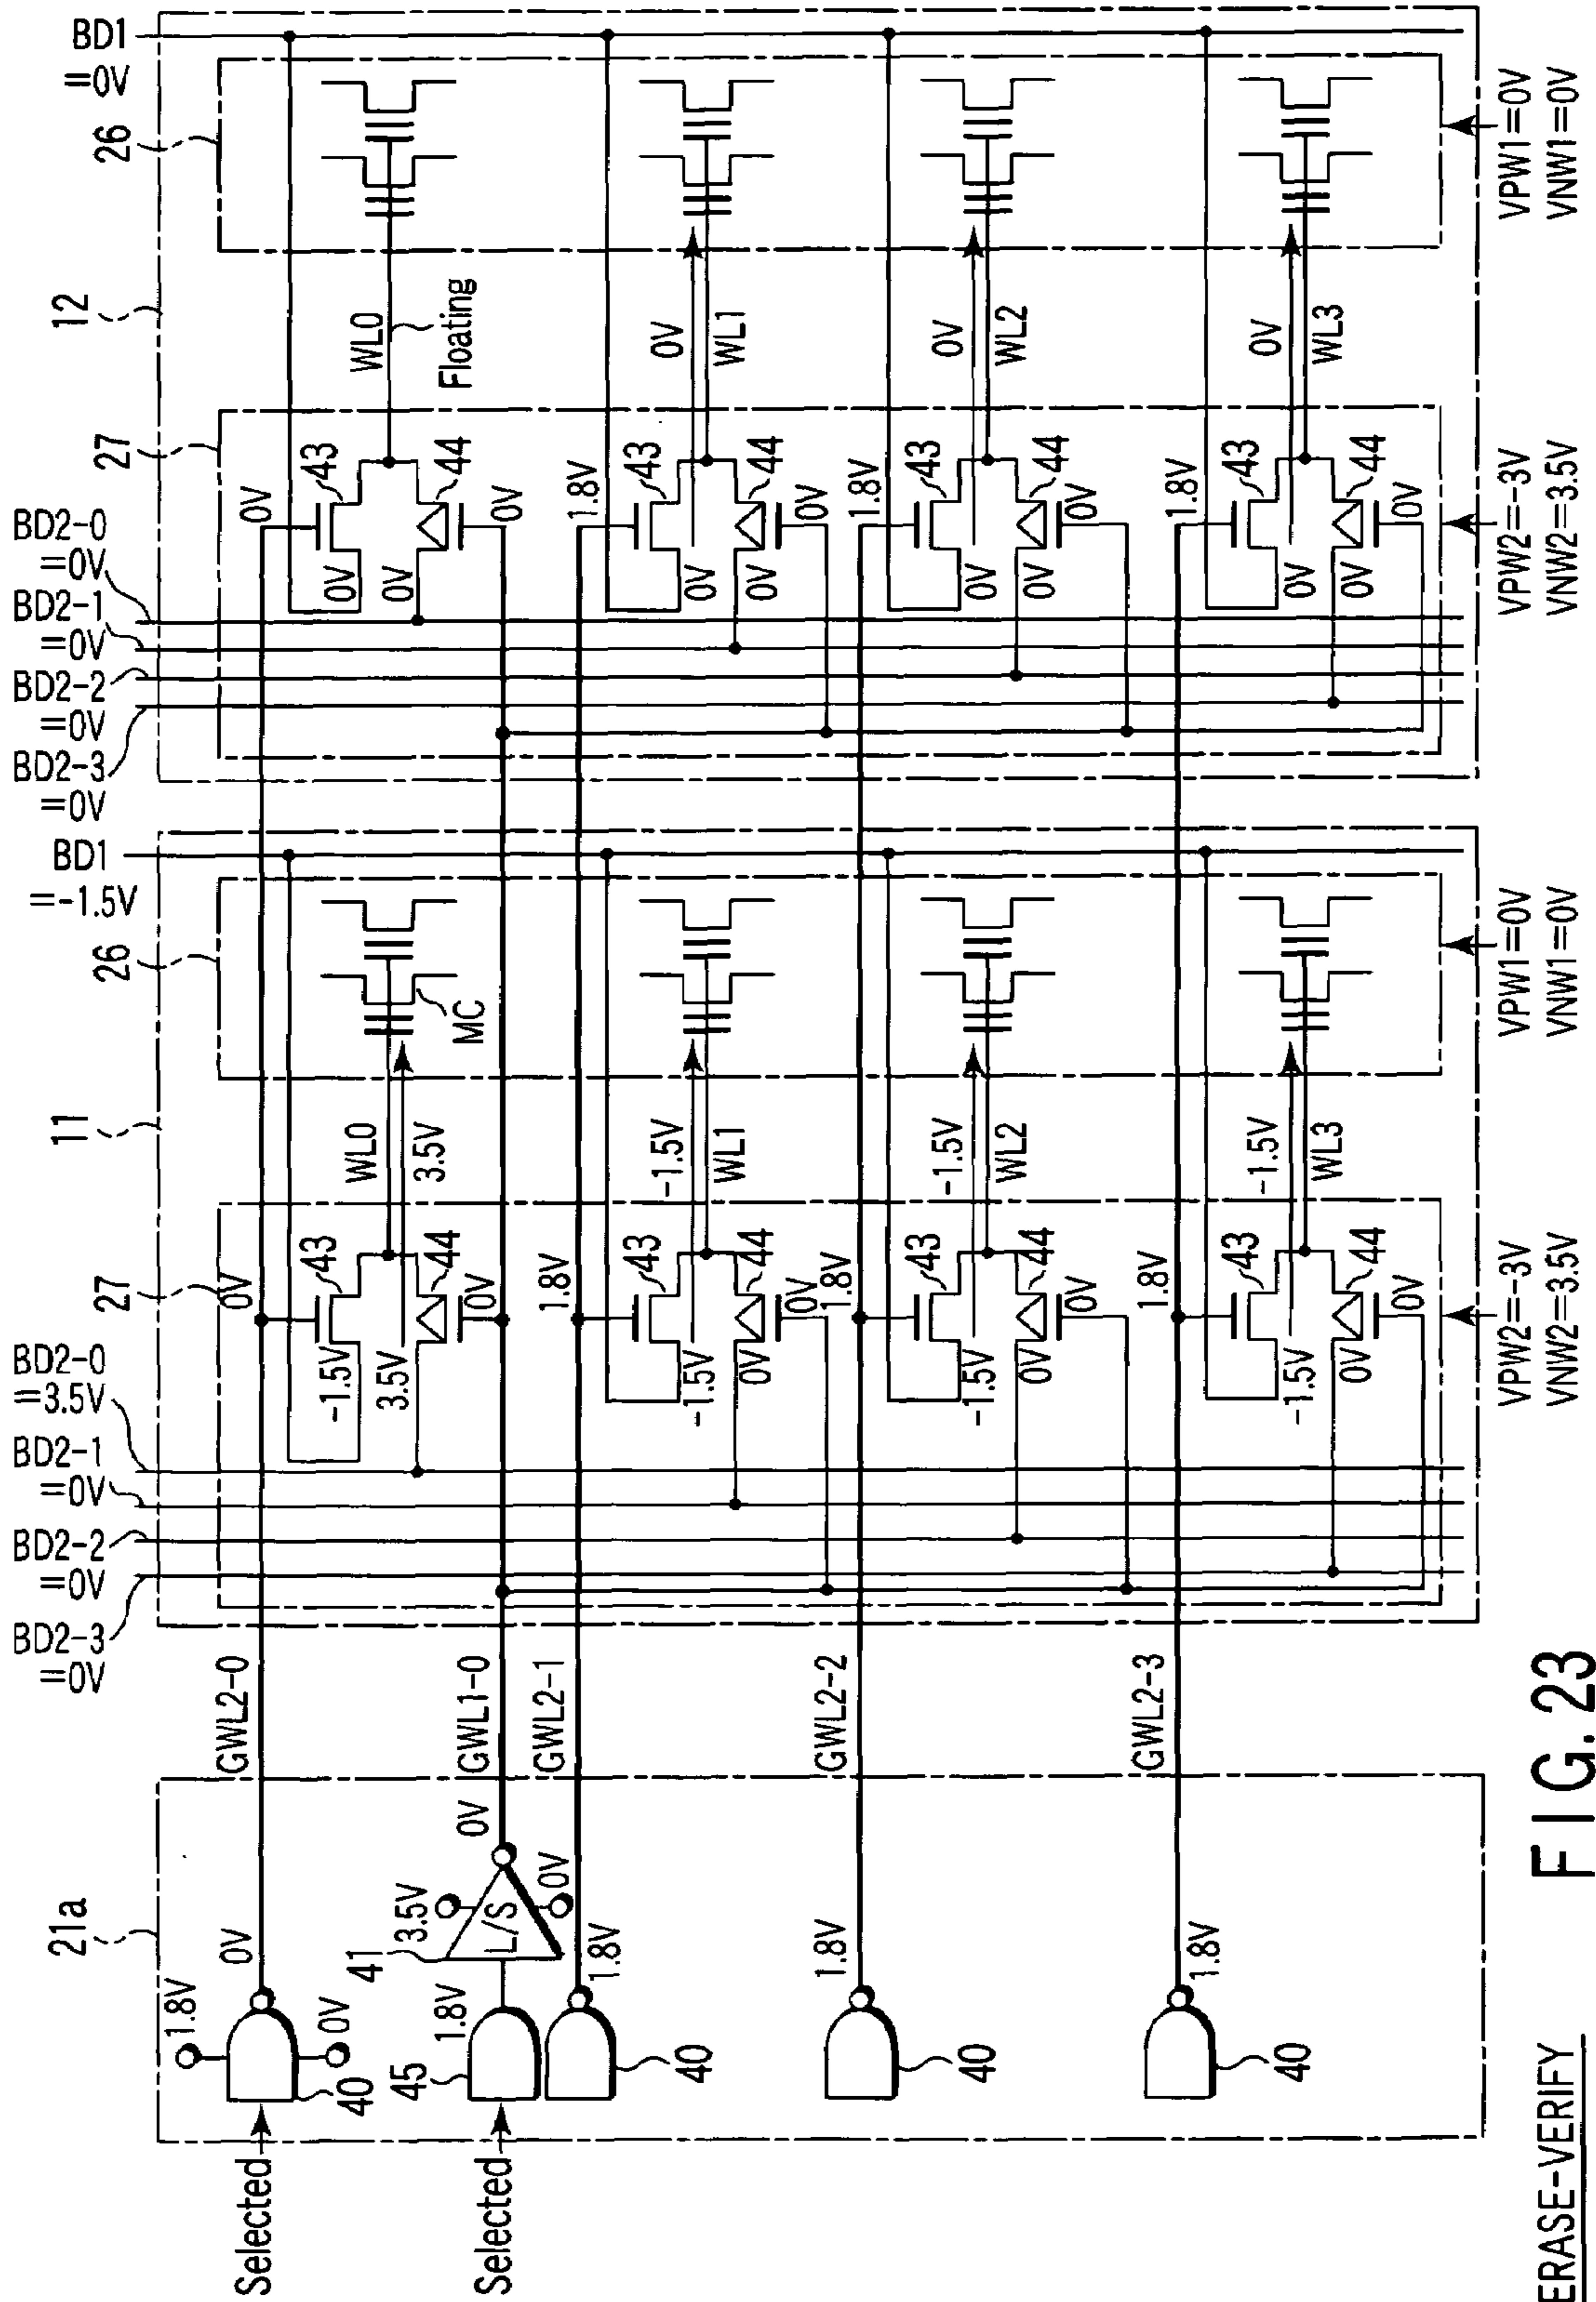 BD1
=0V
26
12
WL0
Floating
0V
WL1
0V
WL2
0V
WL3
VPW1=0V
VNW1=0V
27
BD2-0
=0V
BD2-1
=0V
BD2-2
=0V
BD2-3
=0V
0V
43
0V
0V
44
0V
1.8V
43
0V
0V
44
0V
1.8V
43
0V
0V
44
0V
1.8V
43
0V
0V
44
0V
VPW2=-3V
VNW2=3.5V
BD1
=-1.5V
26
MC
11
WL0
3.5V
-1.5V
WL1
-1.5V
WL2
-1.5V
WL3
VPW1=0V
VNW1=0V
27
BD2-0
=3.5V
BD2-1
=0V
BD2-2
=0V
BD2-3
=0V
0V
43
-1.5V
3.5V
44
0V
1.8V
43
-1.5V
0V
44
0V
1.8V
43
-1.5V
0V
44
0V
1.8V
43
-1.5V
0V
44
0V
VPW2=-3V
VNW2=3.5V
GWL2-0
GWL1-0
GWL2-1
GWL2-2
GWL2-3
21a
1.8V
0V
0V
40
Selected
41
3.5V
L/S
0V
0V
45
1.8V
Selected
1.8V
40
1.8V
40
1.8V
40
ERASE-VERIFY
FIG. 23